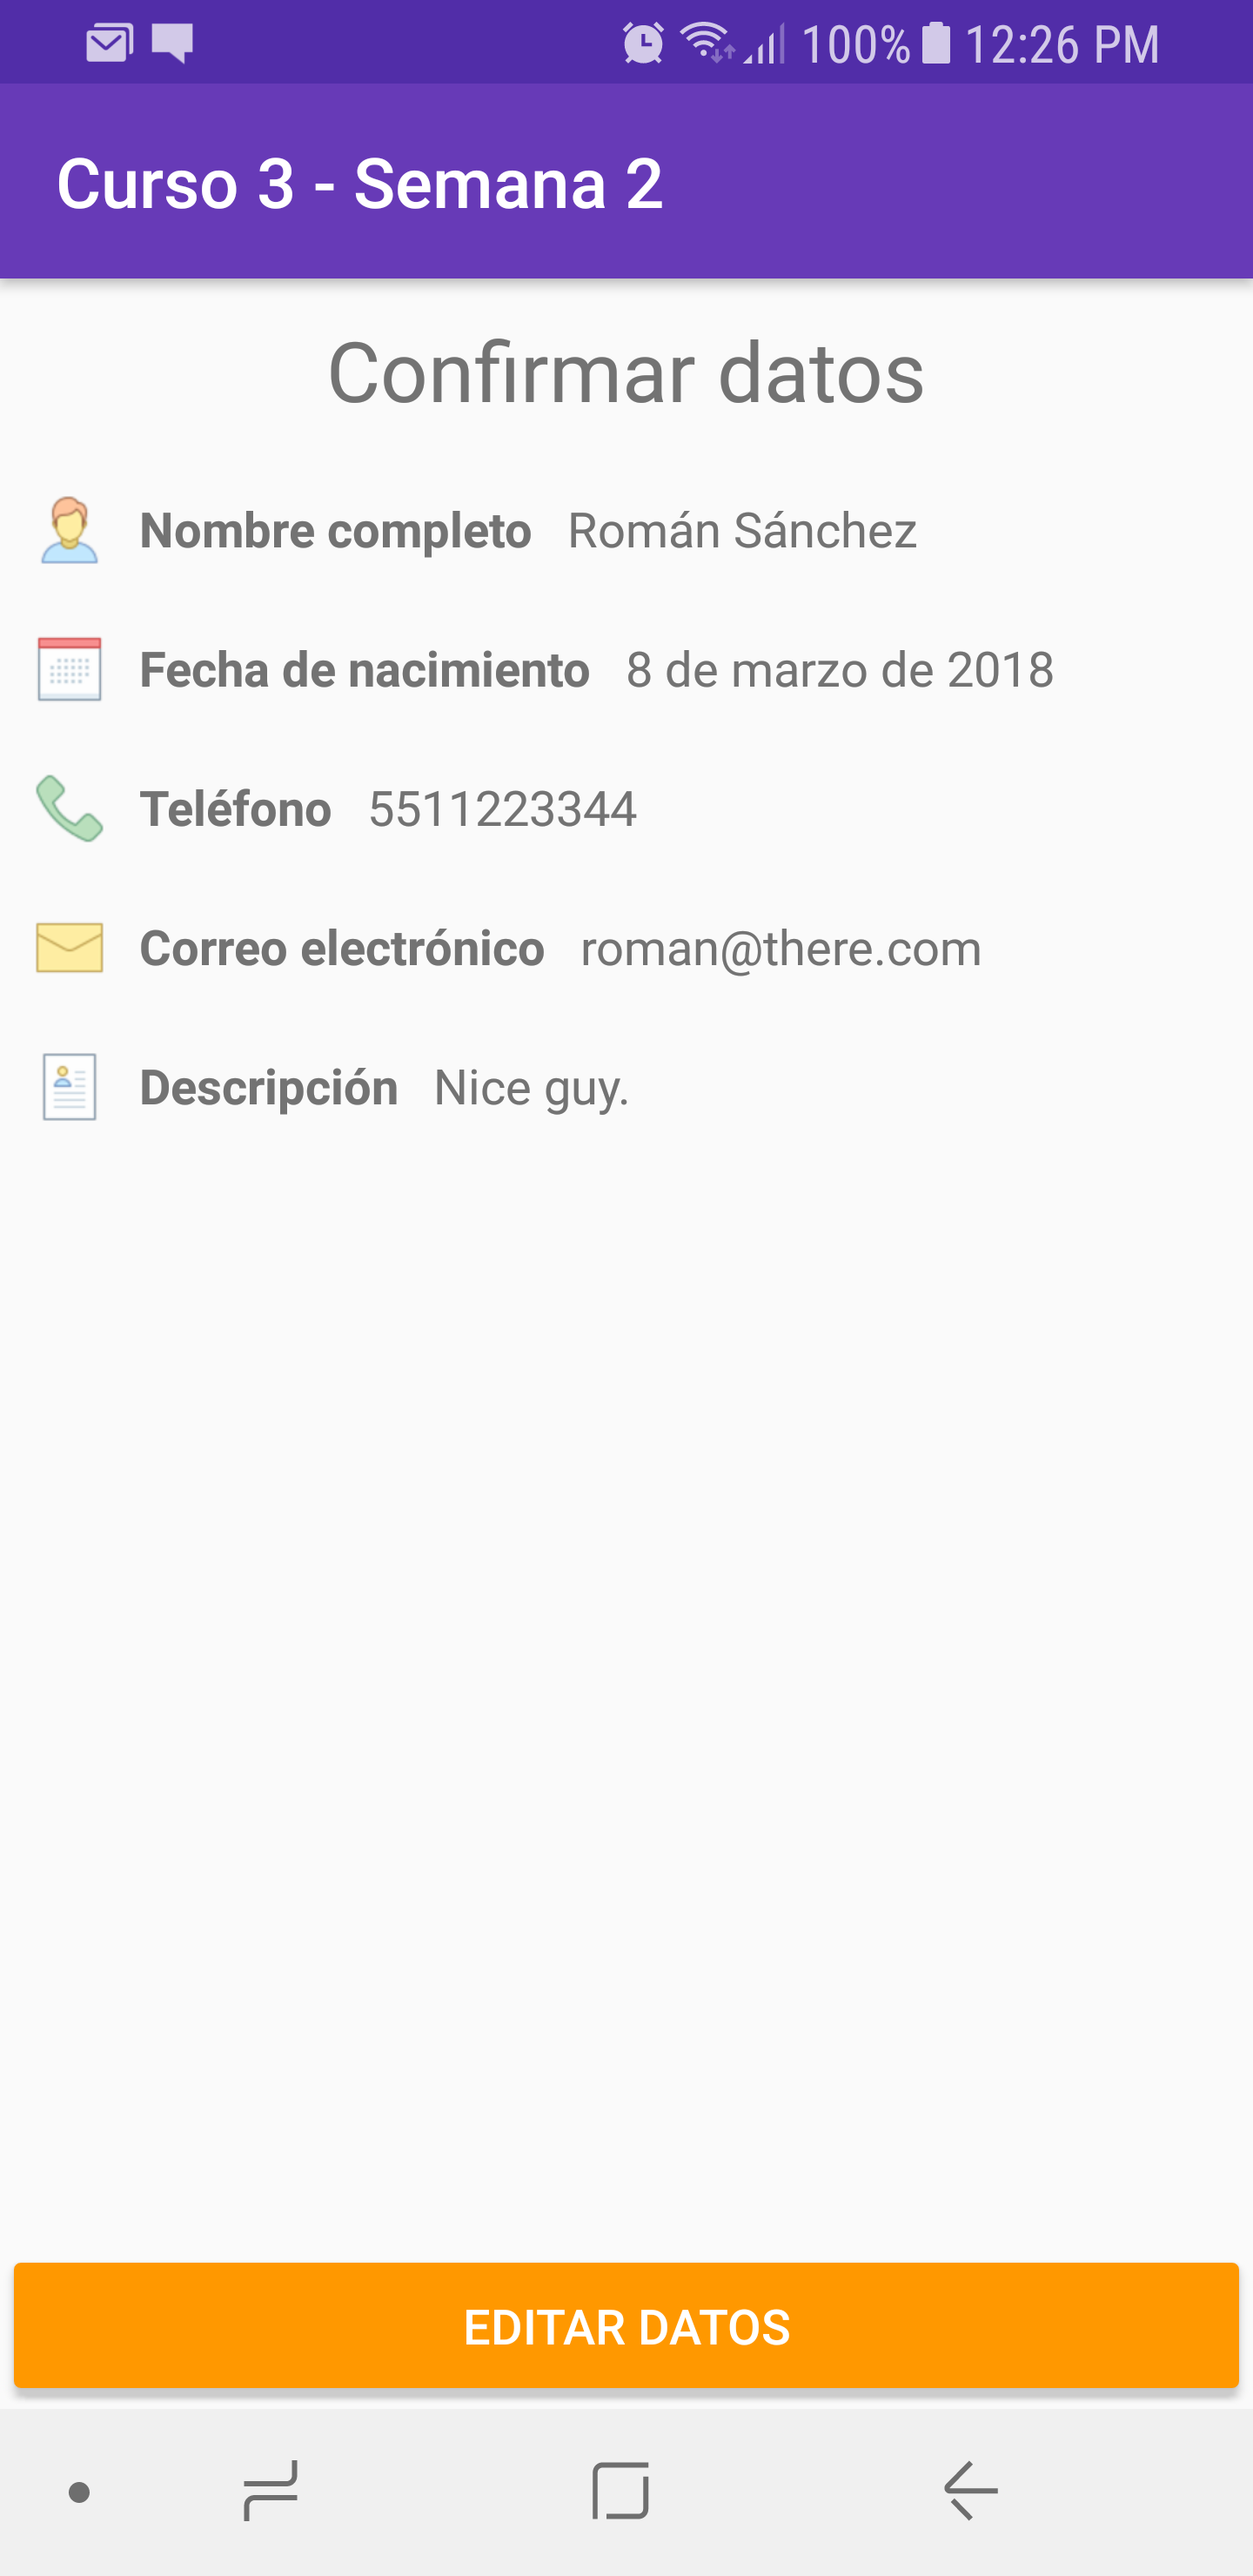 100% 12:26 PM
Curso 3 - Semana 2
Confirmar datos
Nombre completo Román Sánchez
Fecha de nacimiento 8 de marzo de 2018
Teléfono 5511223344
Correo electrónico roman@there.com
Descripción Nice guy.
EDITAR DATOS